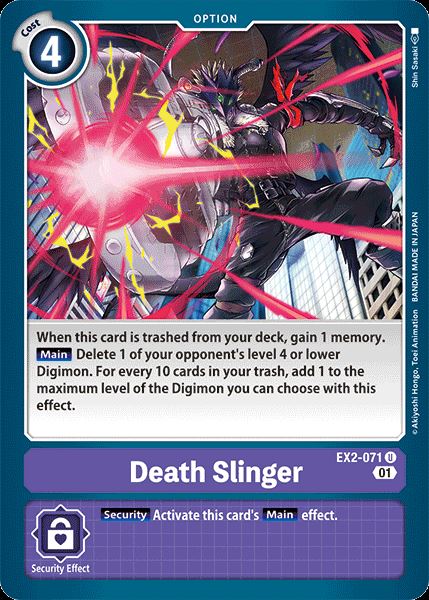 OPTION
Cost
4
Shin Sasaki
When this card is trashed from your deck, gain 1 memory.
Main Delete 1 of your opponent's level 4 or lower
Digimon. For every 10 cards in your trash, add 1 to the
maximum level of the Digimon you can choose with this
effect.
©Akiyoshi Hongo, Toei Animation BANDAI MADE IN JAPAN
Death Slinger
EX2-071 U
01
Security Activate this card's Main effect.
Security Effect